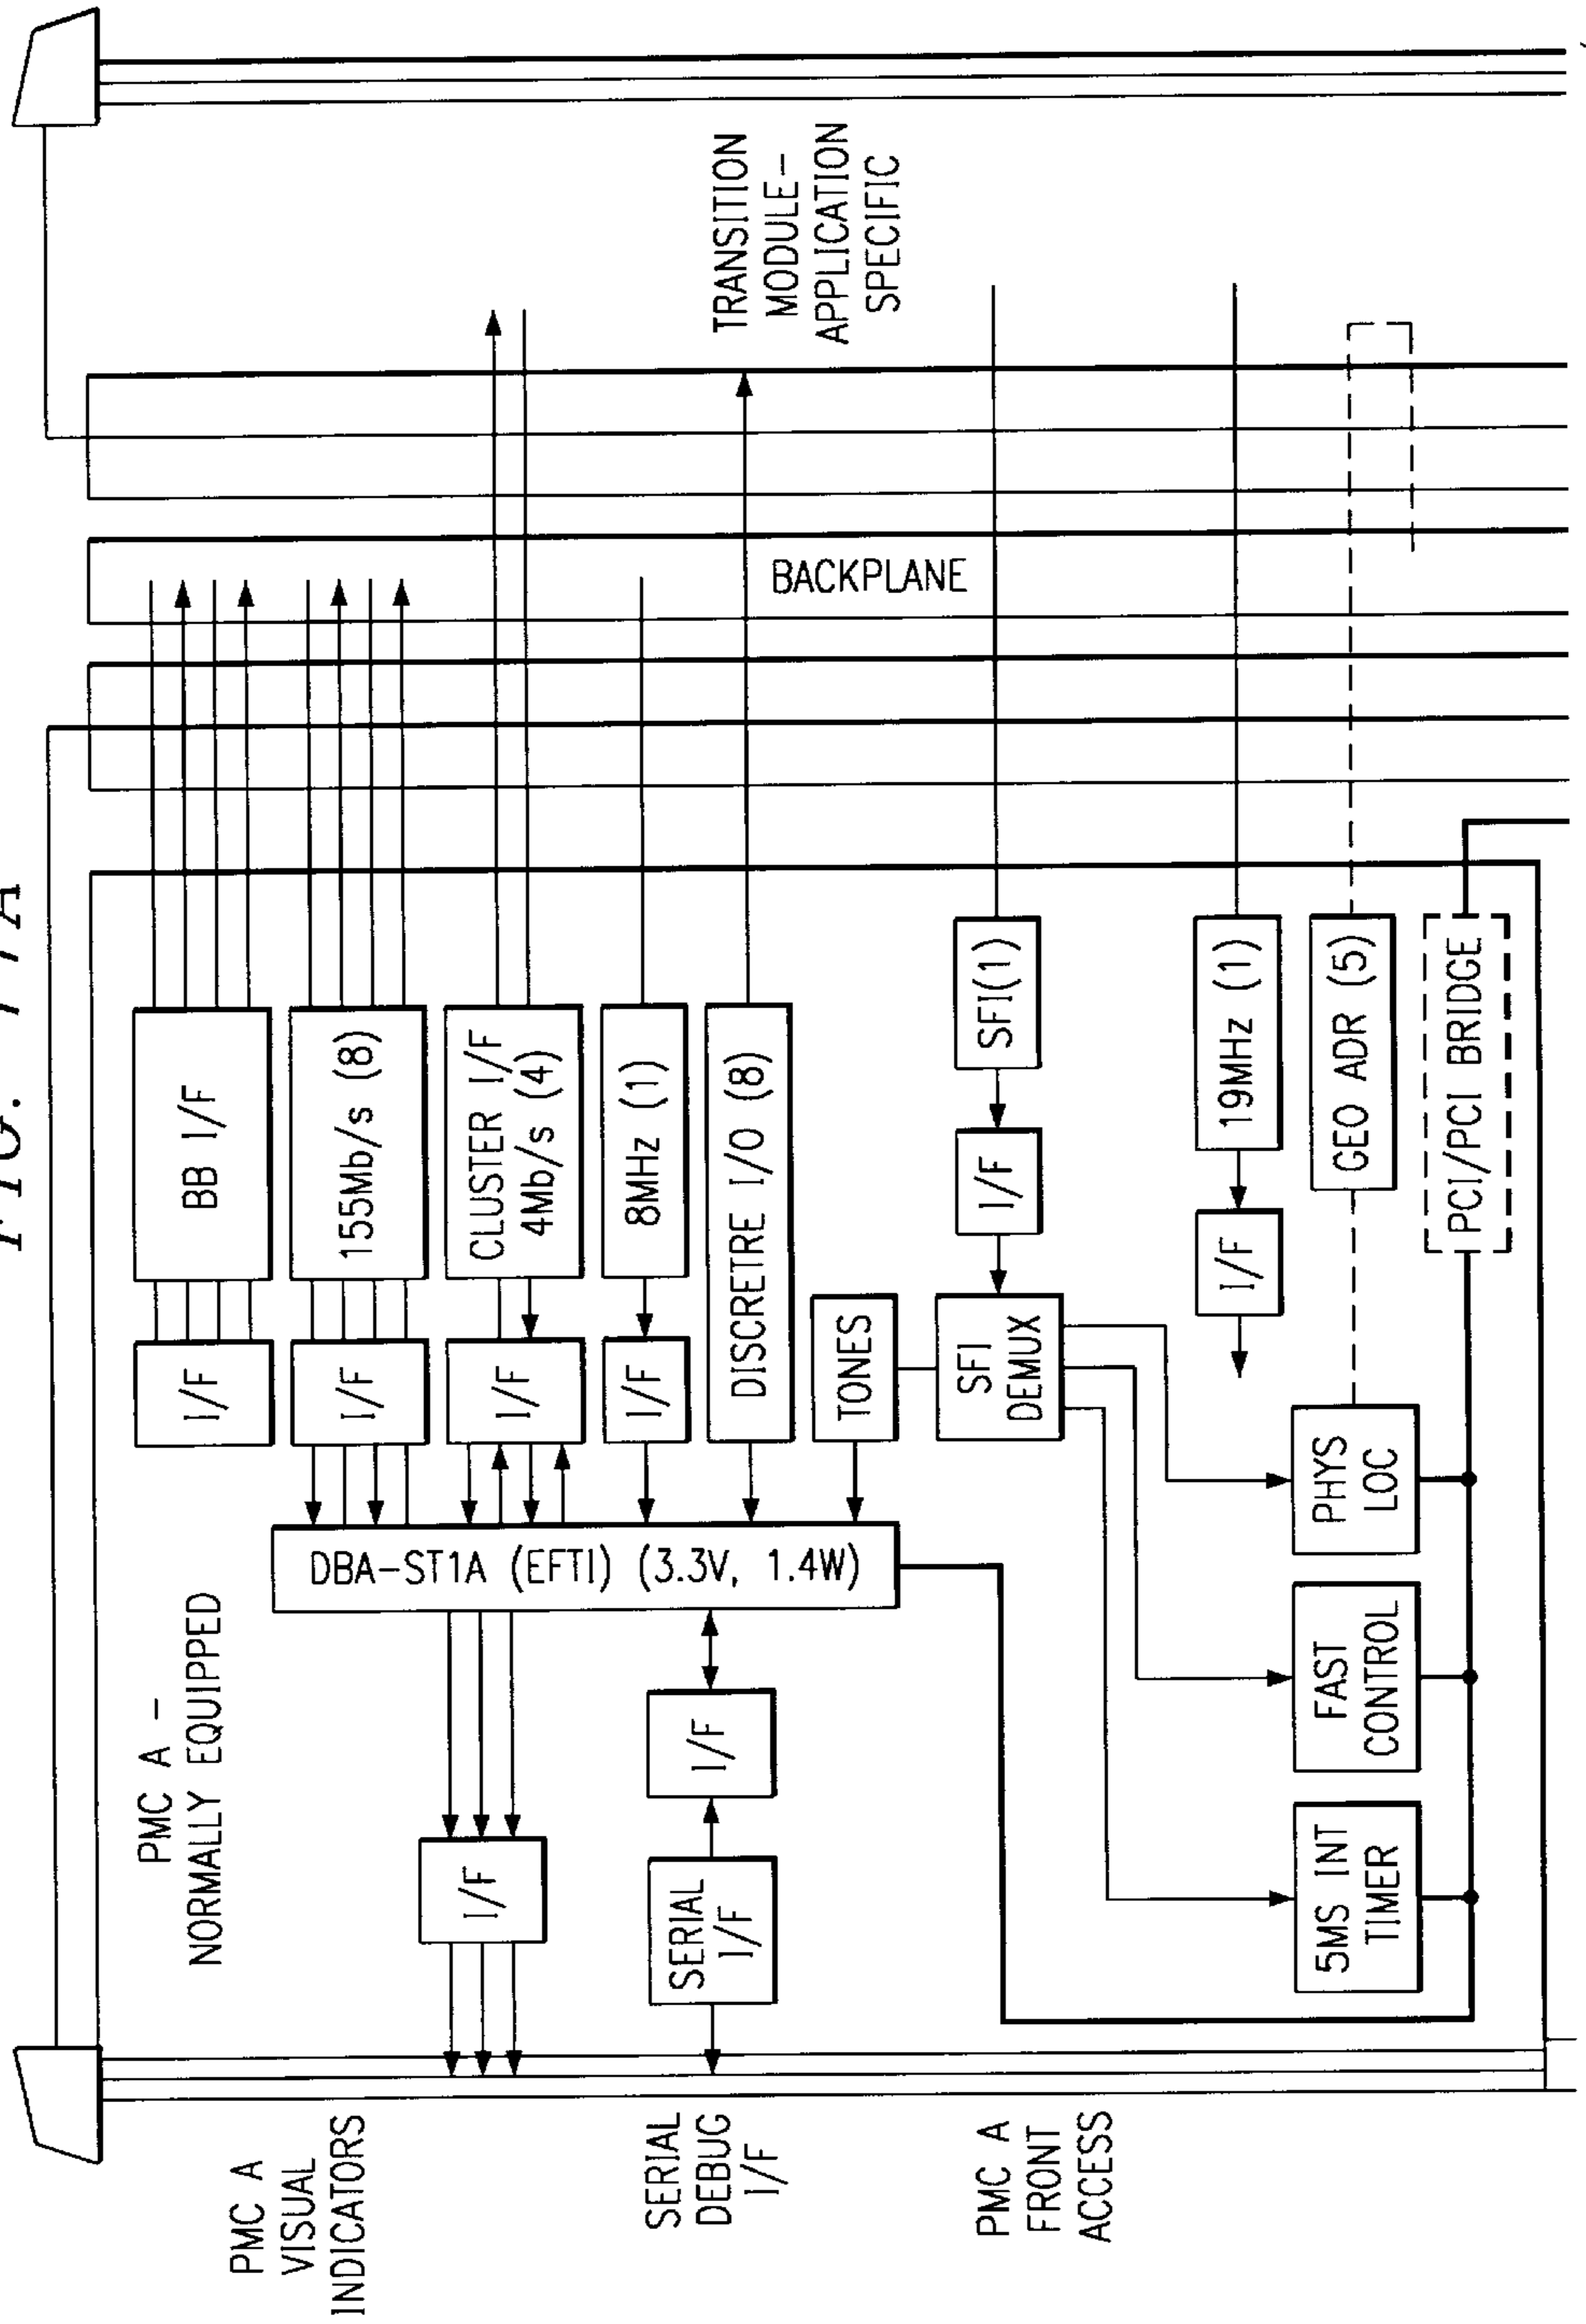 PMC A
VISUAL
INDICATORS
SERIAL
DEBUG
I/F
PMC A
FRONT
ACCESS
PMC A –
NORMALLY EQUIPPED
I/F
SERIAL
I/F
I/F
DBA–ST1A (EFTI) (3.3V, 1.4W)
5MS INT
TIMER
FAST
CONTROL
PHYS
LOC
I/F
I/F
I/F
I/F
BB I/F
155Mb/s (8)
CLUSTER I/F
4Mb/s (4)
8MHz (1)
DISCRETRE I/O (8)
TONES
SFI
DEMUX
I/F
SFI(1)
I/F
19MHz (1)
GEO ADR (5)
PCI/PCI BRIDGE
BACKPLANE
TRANSITION
MODULE–
APPLICATION
SPECIFIC